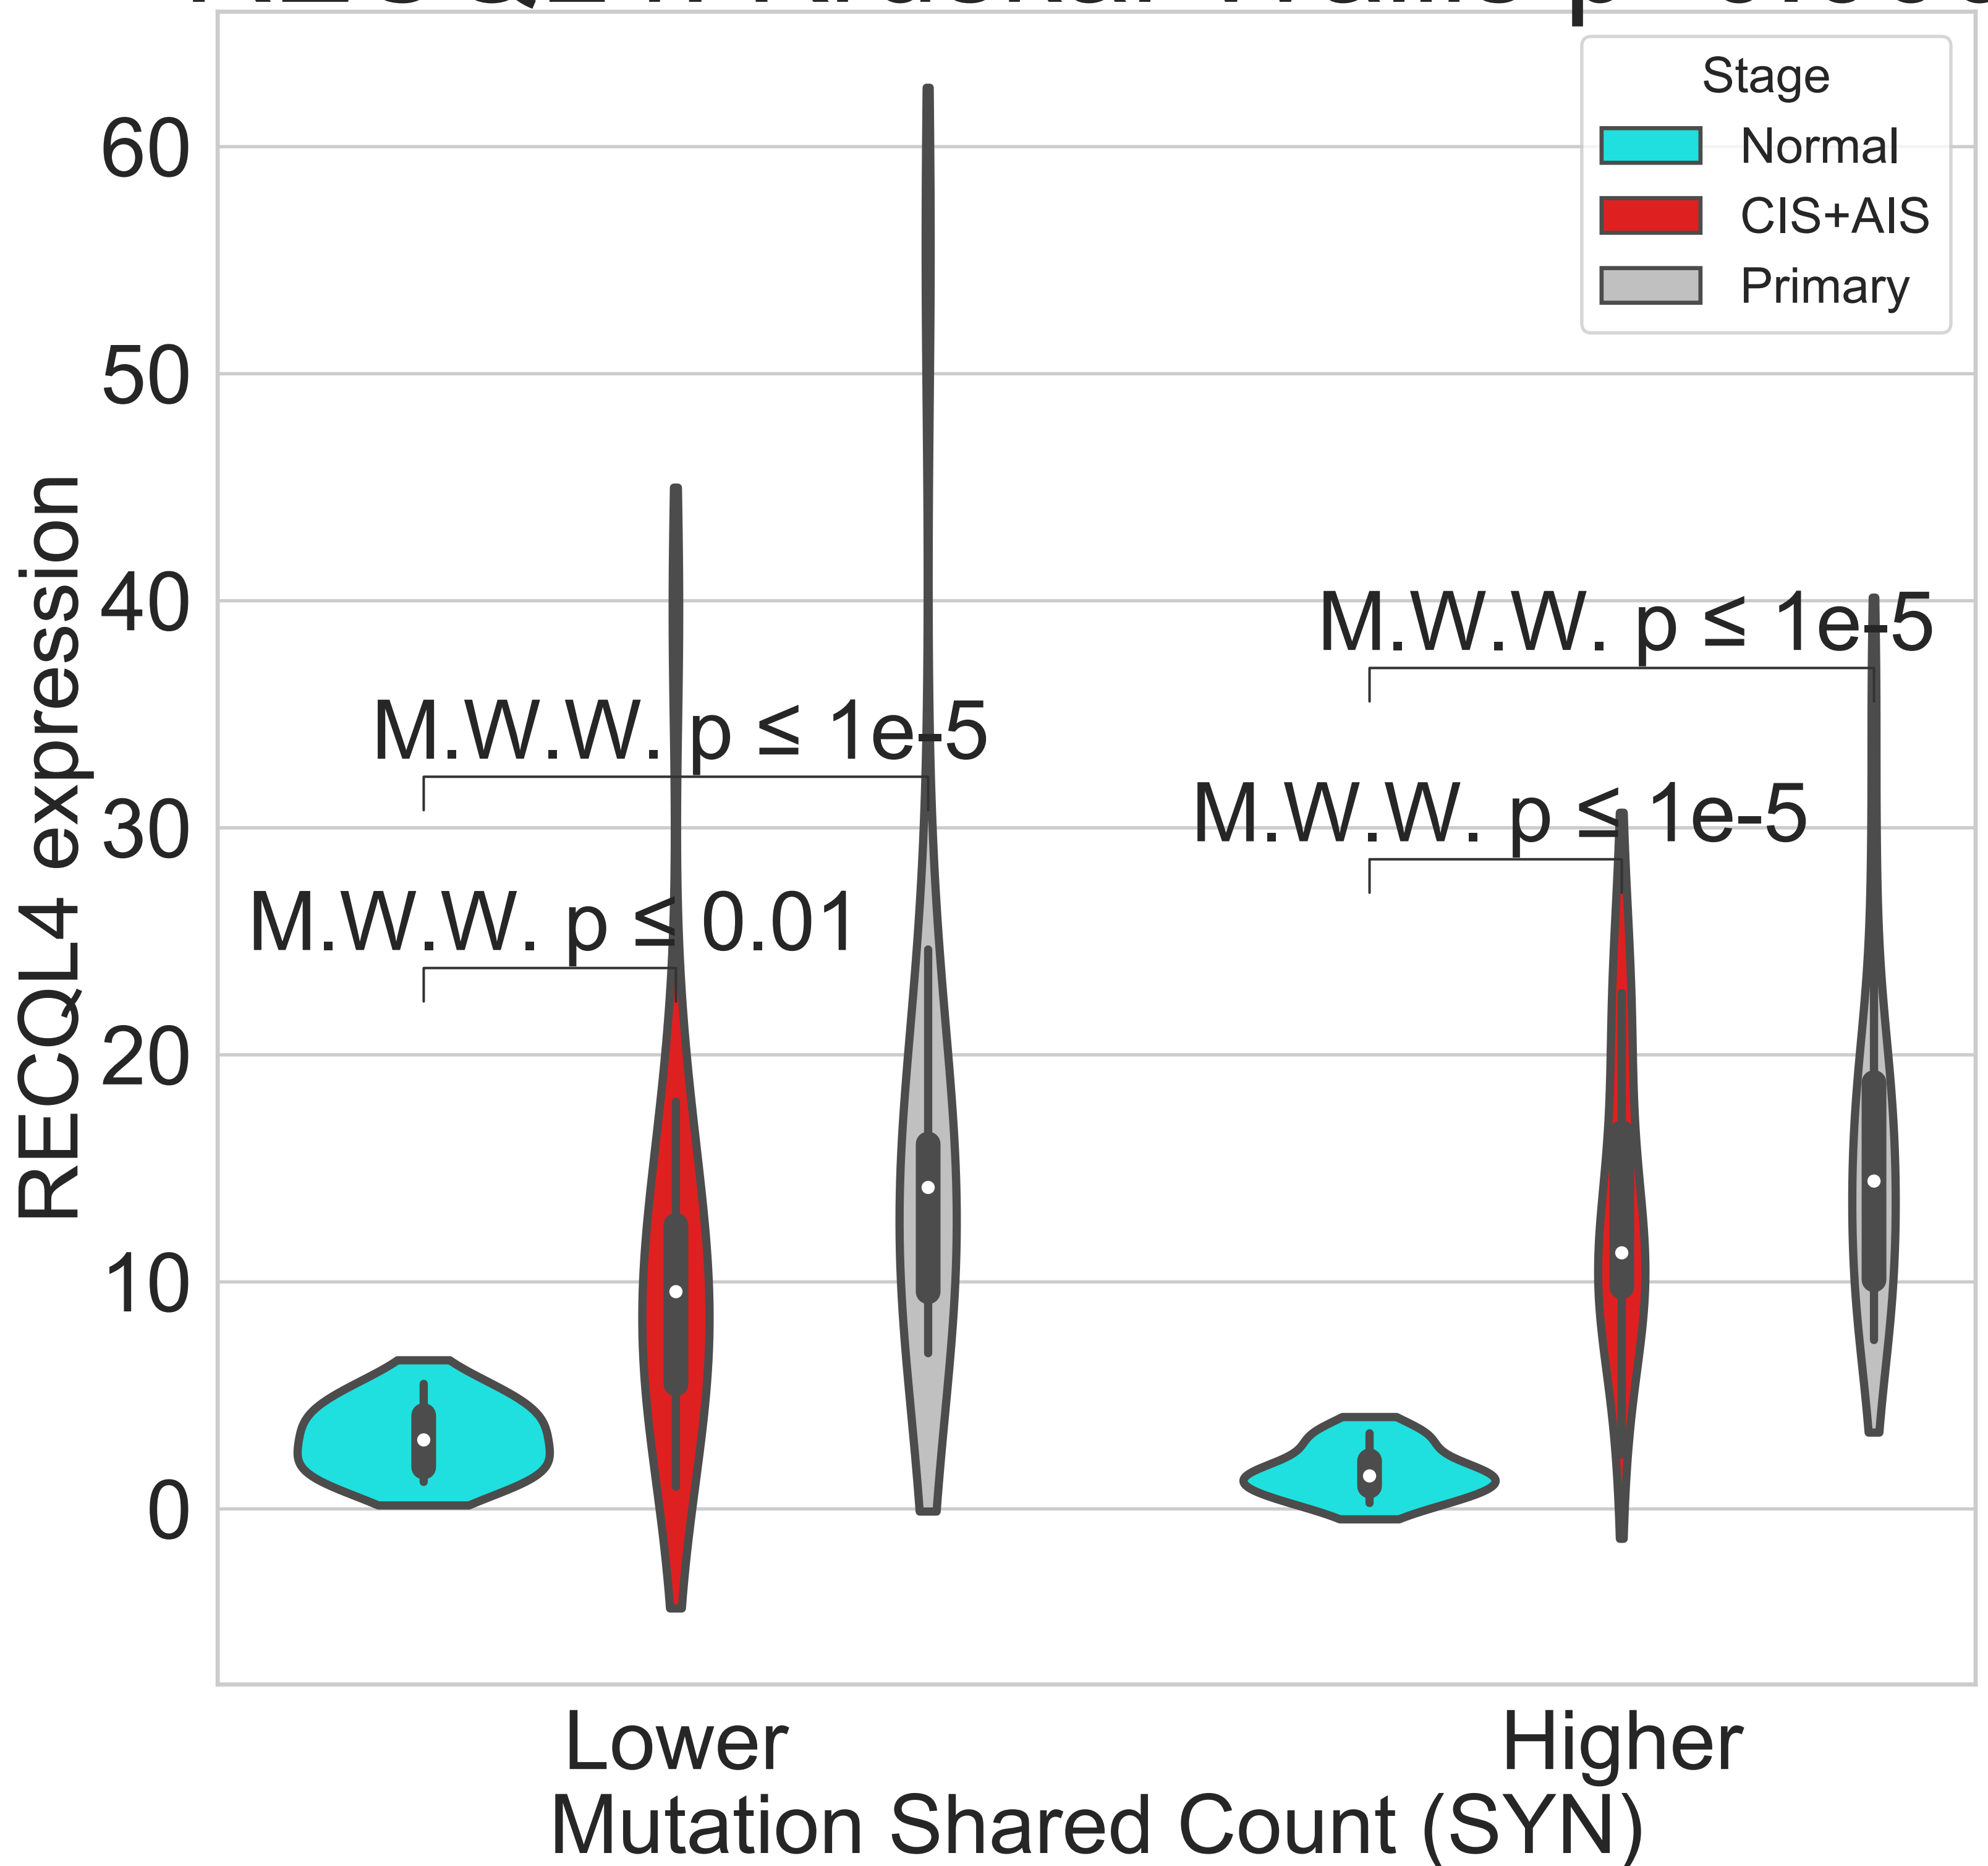 Stage
Normal
CIS+AIS
Primary
60
50
40
30
20
10
0
RECQL4 expression
M.W.W. p ≤ 1e-5
M.W.W. p ≤ 1e-5
M.W.W. p ≤ 1e-5
M.W.W. p ≤ 0.01
Lower
Higher
Mutation Shared Count (SYN)